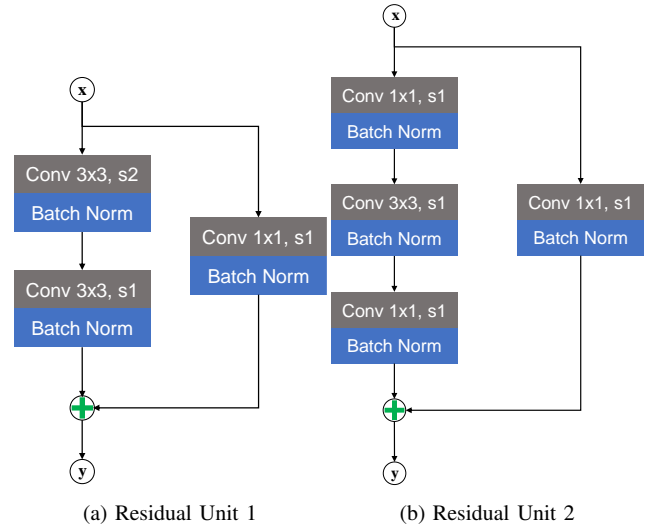 x
Conv 3x3, s2
Batch Norm
Conv 1x1, s1
Batch Norm
Conv 3x3, s1
Batch Norm
y
(a) Residual Unit 1
x
Conv 1x1, s1
Batch Norm
Conv 3x3, s1
Batch Norm
Conv 1x1, s1
Batch Norm
Conv 1x1, s1
Batch Norm
y
(b) Residual Unit 2